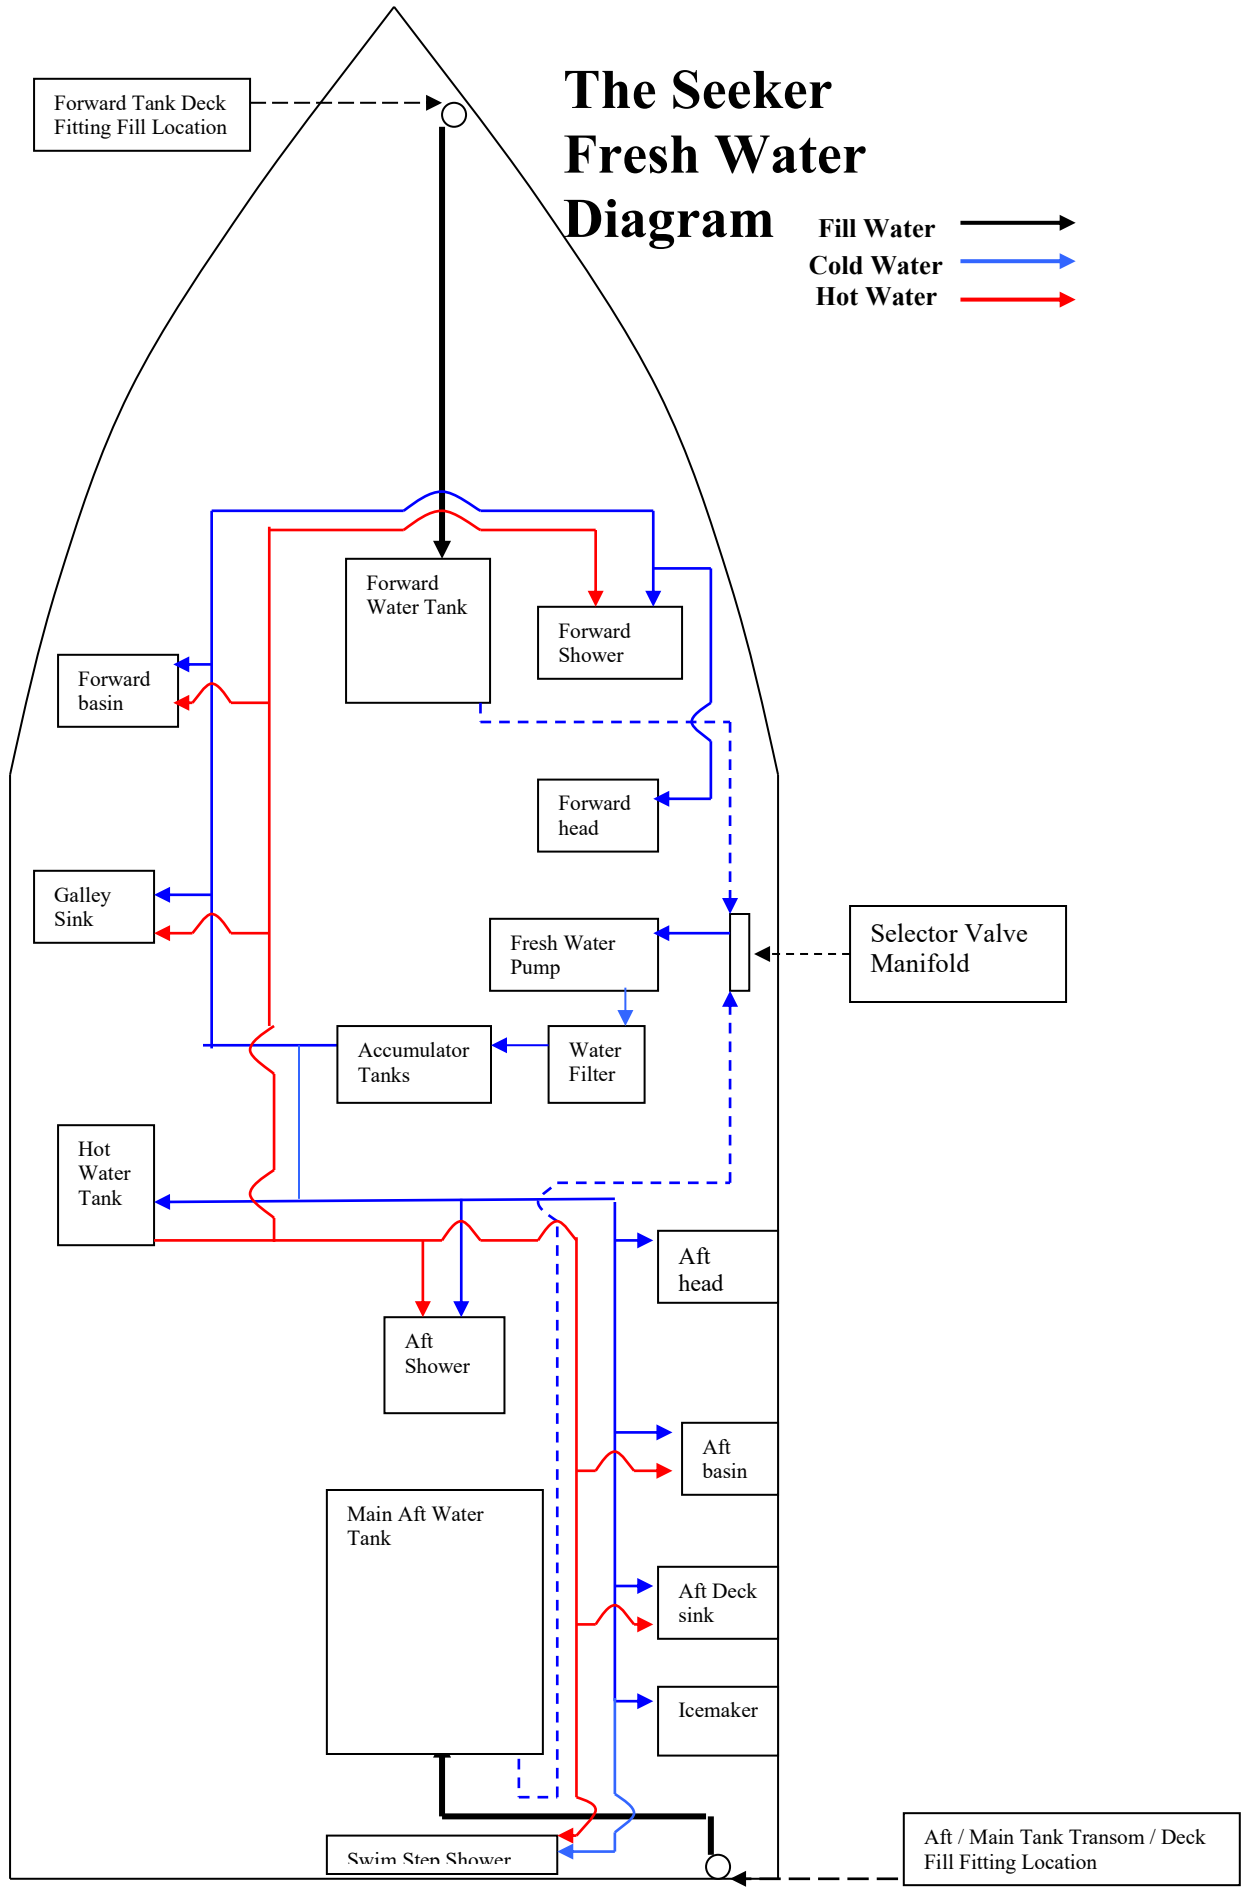 The Seeker
Fresh Water
Diagram
Forward Tank Deck
Fitting Fill Location
Fill Water
Cold Water
Hot Water
Forward
Water Tank
Forward
Shower
Forward
basin
Forward
head
Galley
Sink
Fresh Water
Pump
Selector Valve
Manifold
Accumulator
Tanks
Water
Filter
Hot
Water
Tank
Aft
head
Aft
Shower
Aft
basin
Main Aft Water
Tank
Aft Deck
sink
Icemaker
Swim Step Shower
Aft / Main Tank Transom / Deck
Fill Fitting Location